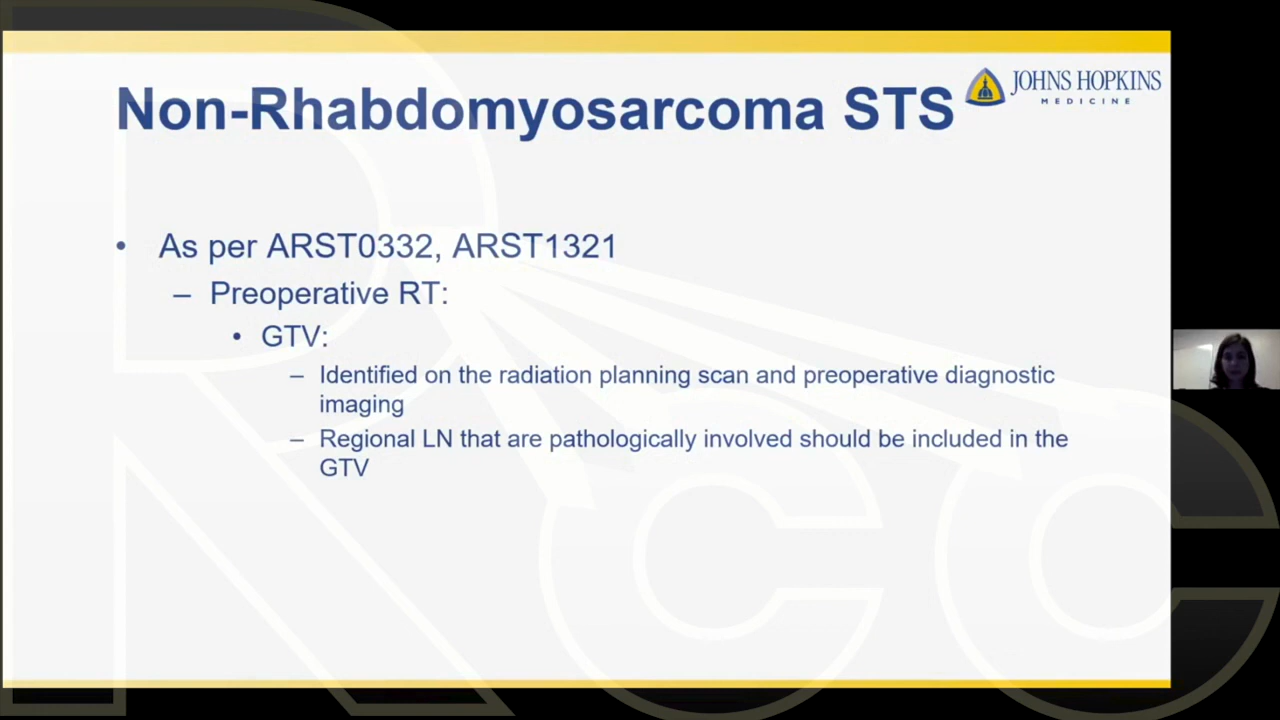 Non-Rhabdomyosarcoma STS
JOHNS HOPKINS
MEDICINE
• As per ARST0332, ARST1321
– Preoperative RT:
• GTV:
– Identified on the radiation planning scan and preoperative diagnostic
imaging
– Regional LN that are pathologically involved should be included in the
GTV
RCC